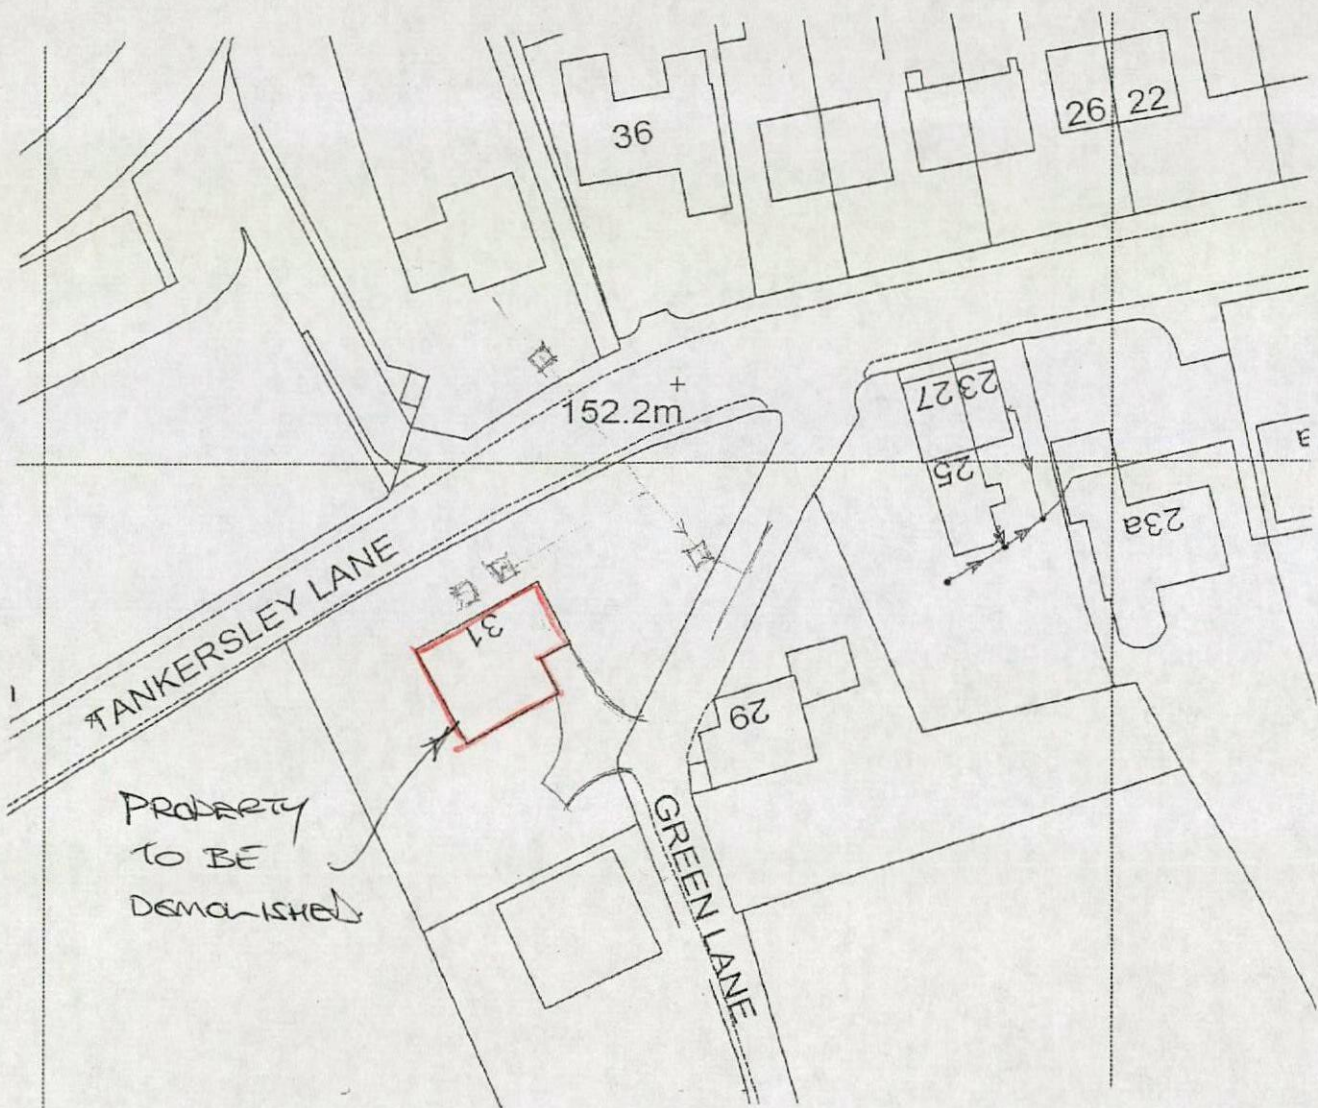 36
26 22
152.2m
27 23
25
23a
TANKERSLEY LANE
31
29
PROPERTY
TO BE
DEMOLISHED
GREEN LANE